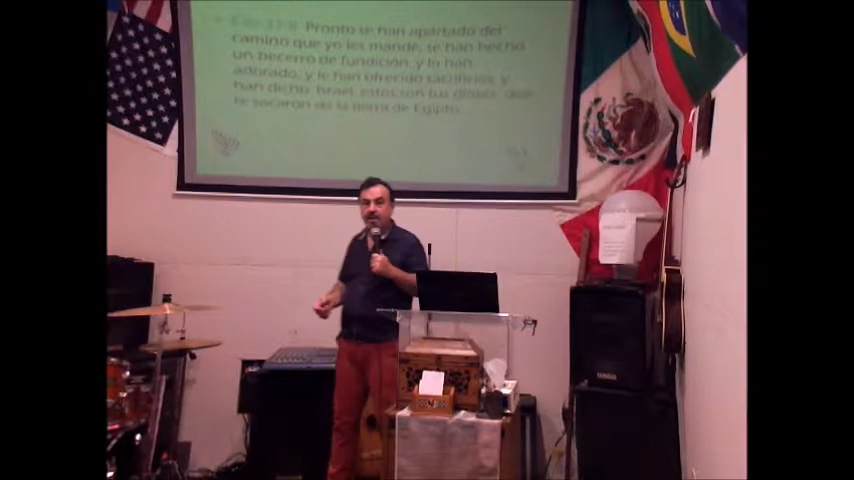 Pronto se han apartado del
camino que yo les mandé, se han hecho
un becerro de fundición, y lo han
adorado, y le han ofrecido sacrificios, y
han dicho: Israel, estos son tus dioses, que
te sacaron de la tierra de Egipto.